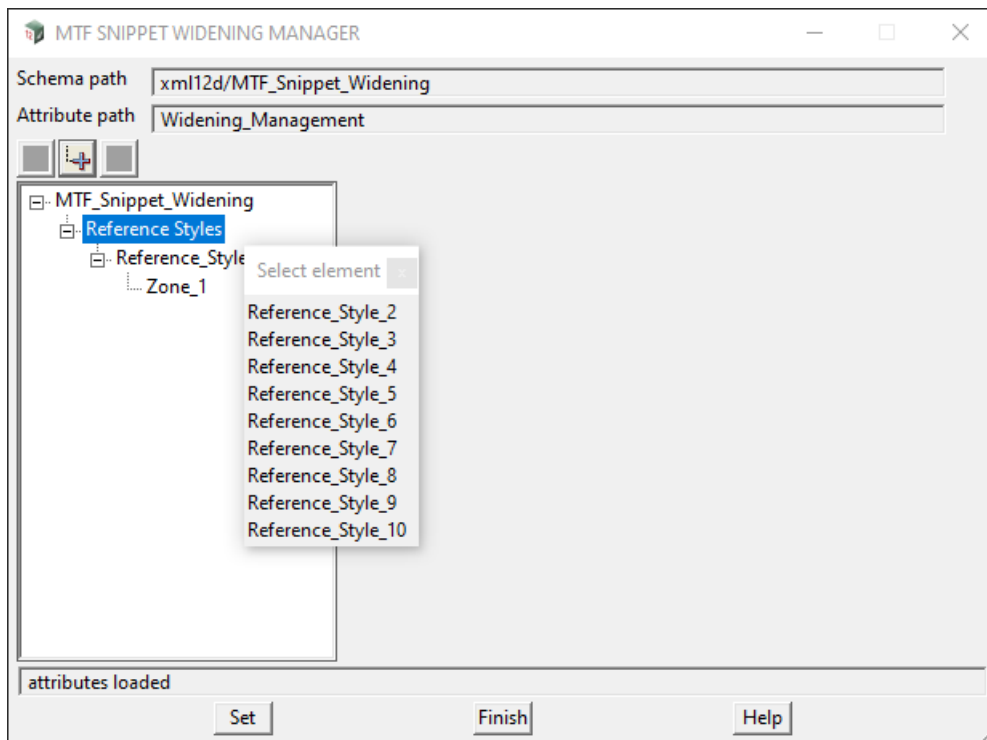 MTF SNIPPET WIDENING MANAGER
Schema path xml12d/MTF_Snippet_Widening
Attribute path Widening_Management
MTF_Snippet_Widening
Reference Styles
Reference_Style
Zone_1
Select element x
Reference_Style_2
Reference_Style_3
Reference_Style_4
Reference_Style_5
Reference_Style_6
Reference_Style_7
Reference_Style_8
Reference_Style_9
Reference_Style_10
attributes loaded
Set Finish Help